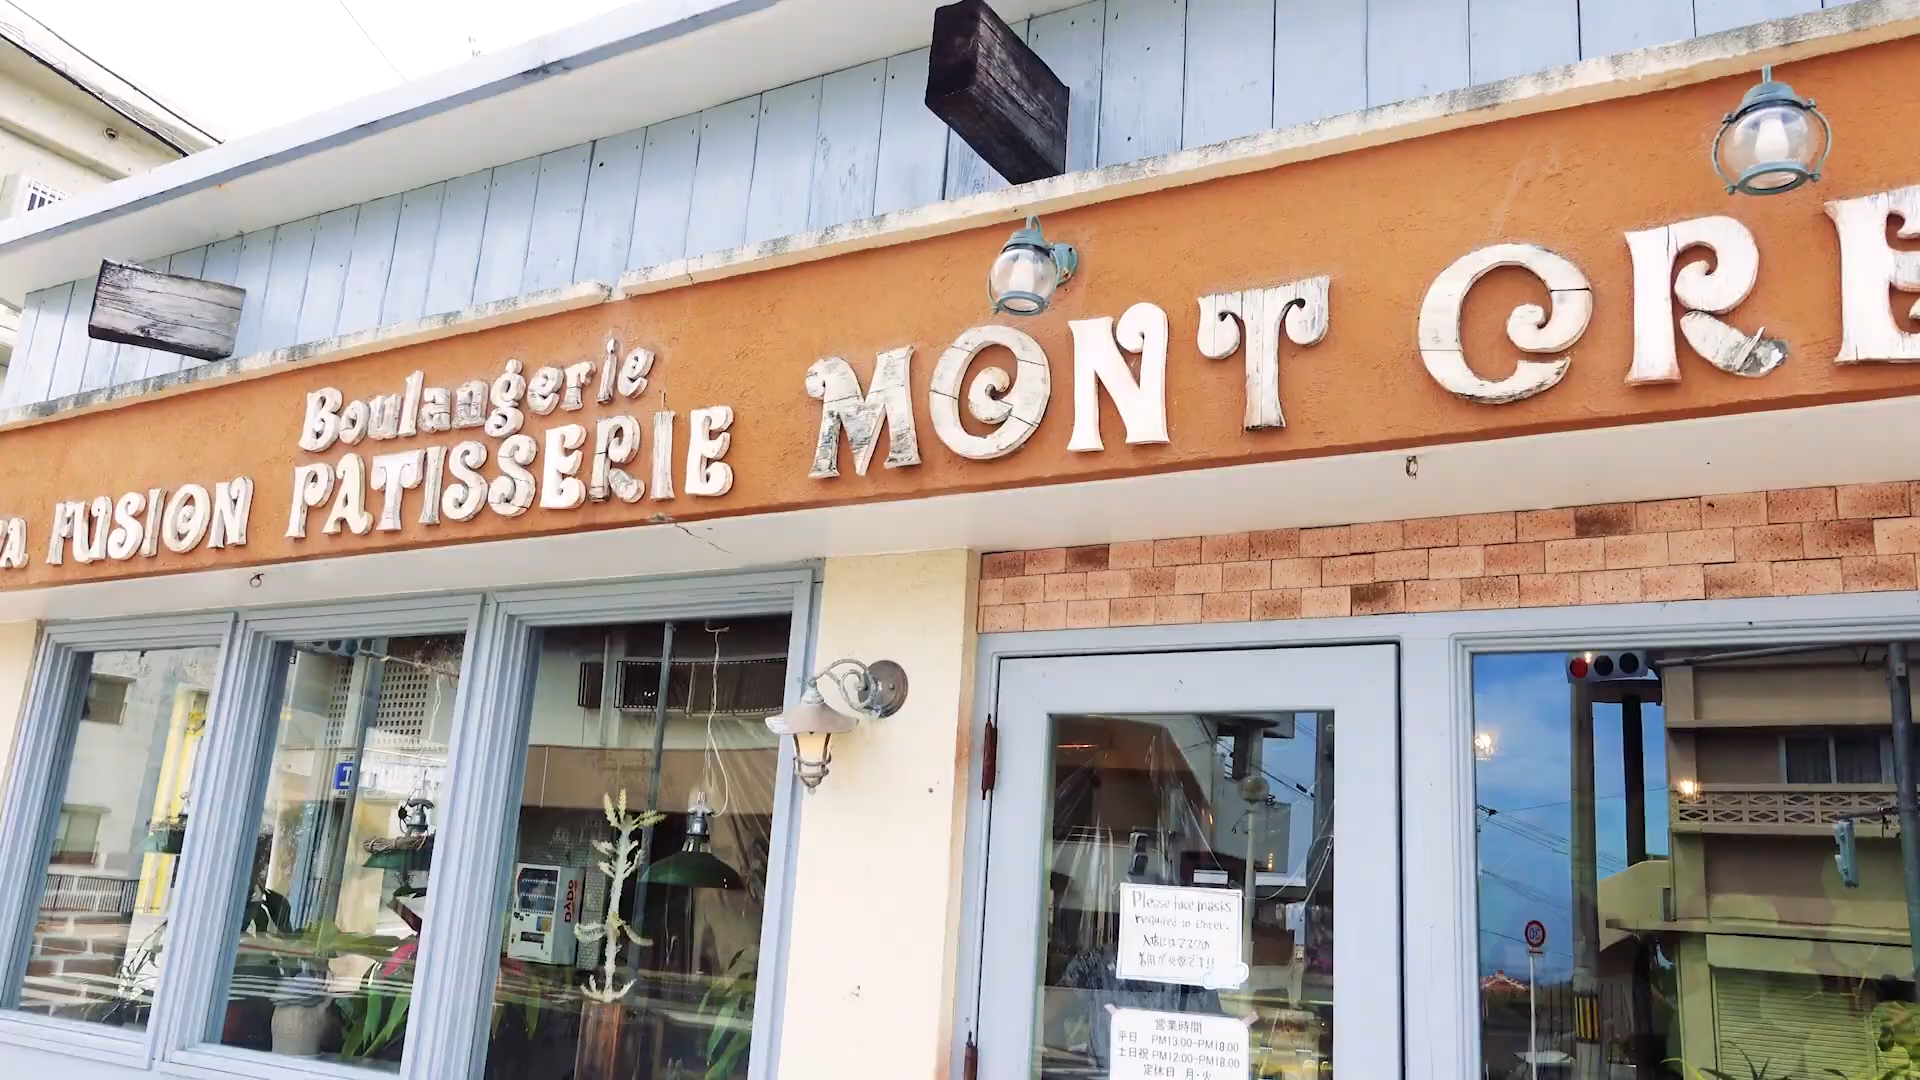 Boulangerie
FUSION PATISSERIE MONT CRE
DyDo
Please face masks
required to enter.
入店にはマスクの
着用が必要です!!
営業時間
平日 PM13:00-PM18:00
土日祝 PM12:00-PM18:00
定休日 月・火